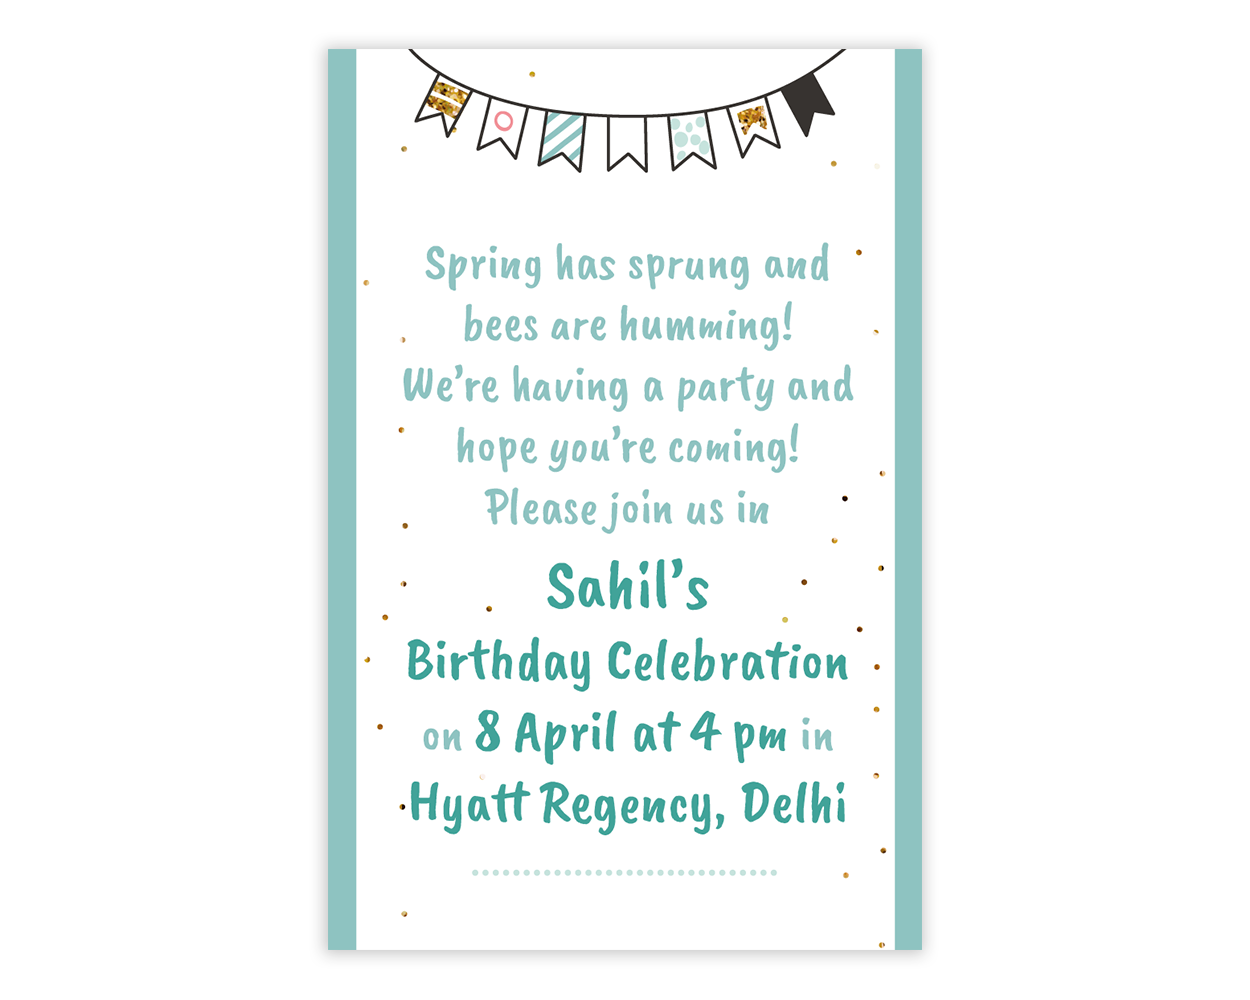 Spring has sprung and
bees are humming!
We're having a party and
hope you're coming!
Please join us in
Sahil's
Birthday Celebration
on 8 April at 4 pm in
Hyatt Regency, Delhi